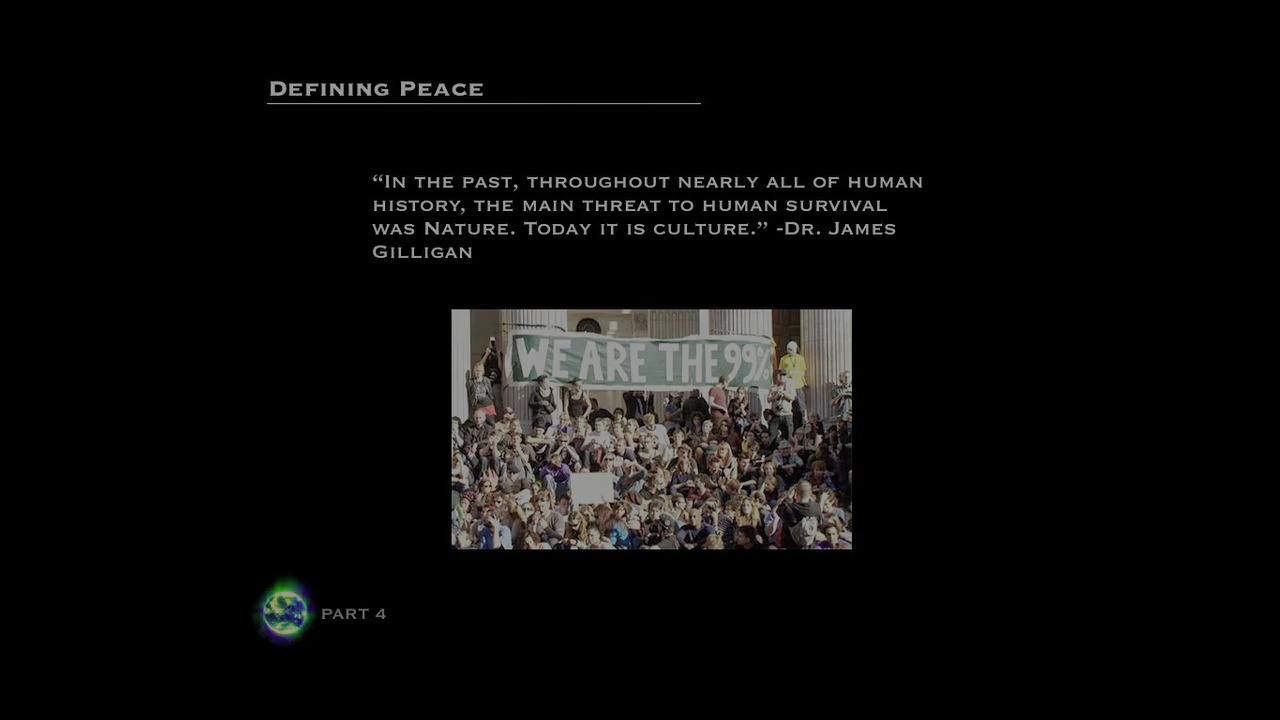 DEFINING PEACE
“IN THE PAST, THROUGHOUT NEARLY ALL OF HUMAN
HISTORY, THE MAIN THREAT TO HUMAN SURVIVAL
WAS NATURE. TODAY IT IS CULTURE.” -DR. JAMES
GILLIGAN
WE ARE THE 99%
PART 4